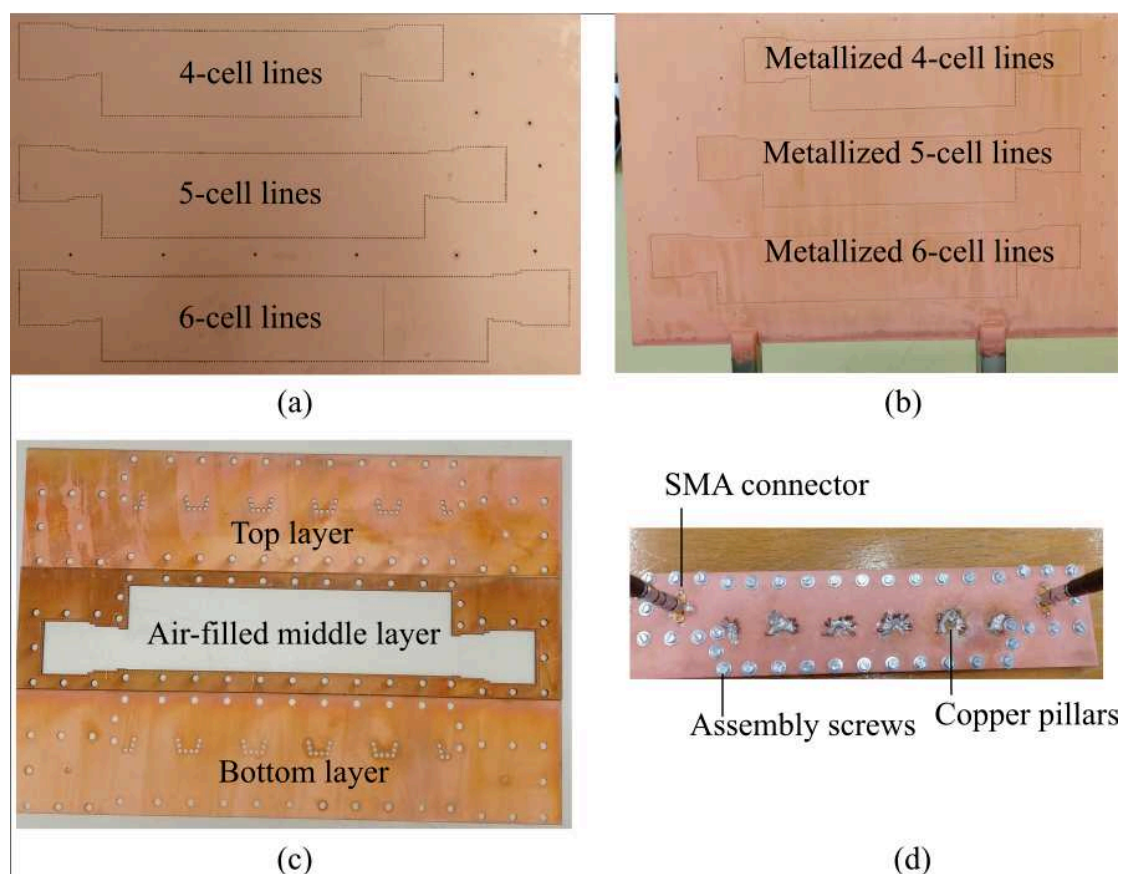 4-cell lines
5-cell lines
6-cell lines
(a)
Metallized 4-cell lines
Metallized 5-cell lines
Metallized 6-cell lines
(b)
Top layer
Air-filled middle layer
Bottom layer
(c)
SMA connector
Assembly screws
Copper pillars
(d)